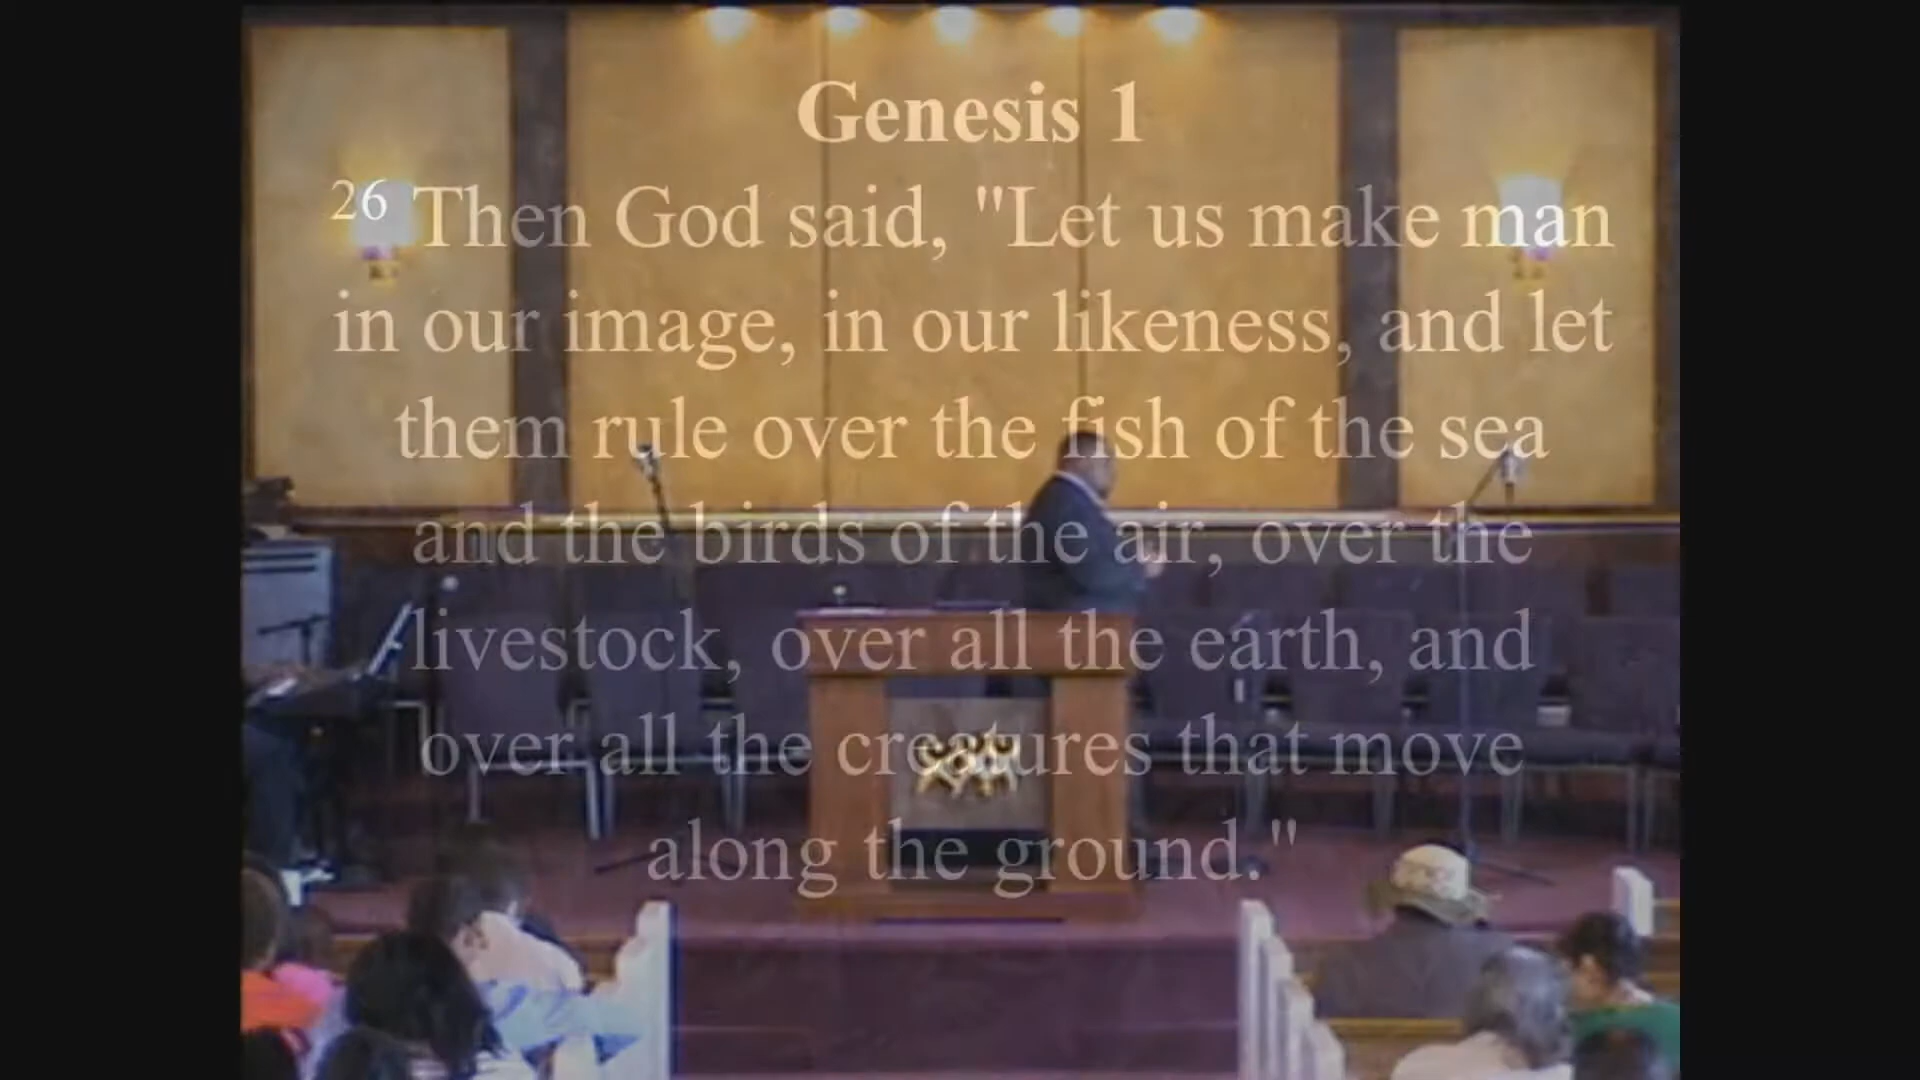 Genesis 1
26 Then God said, "Let us make man
in our image, in our likeness, and let
them rule over the fish of the sea
and the birds of the air, over the
livestock, over all the earth, and
over all the creatures that move
along the ground."